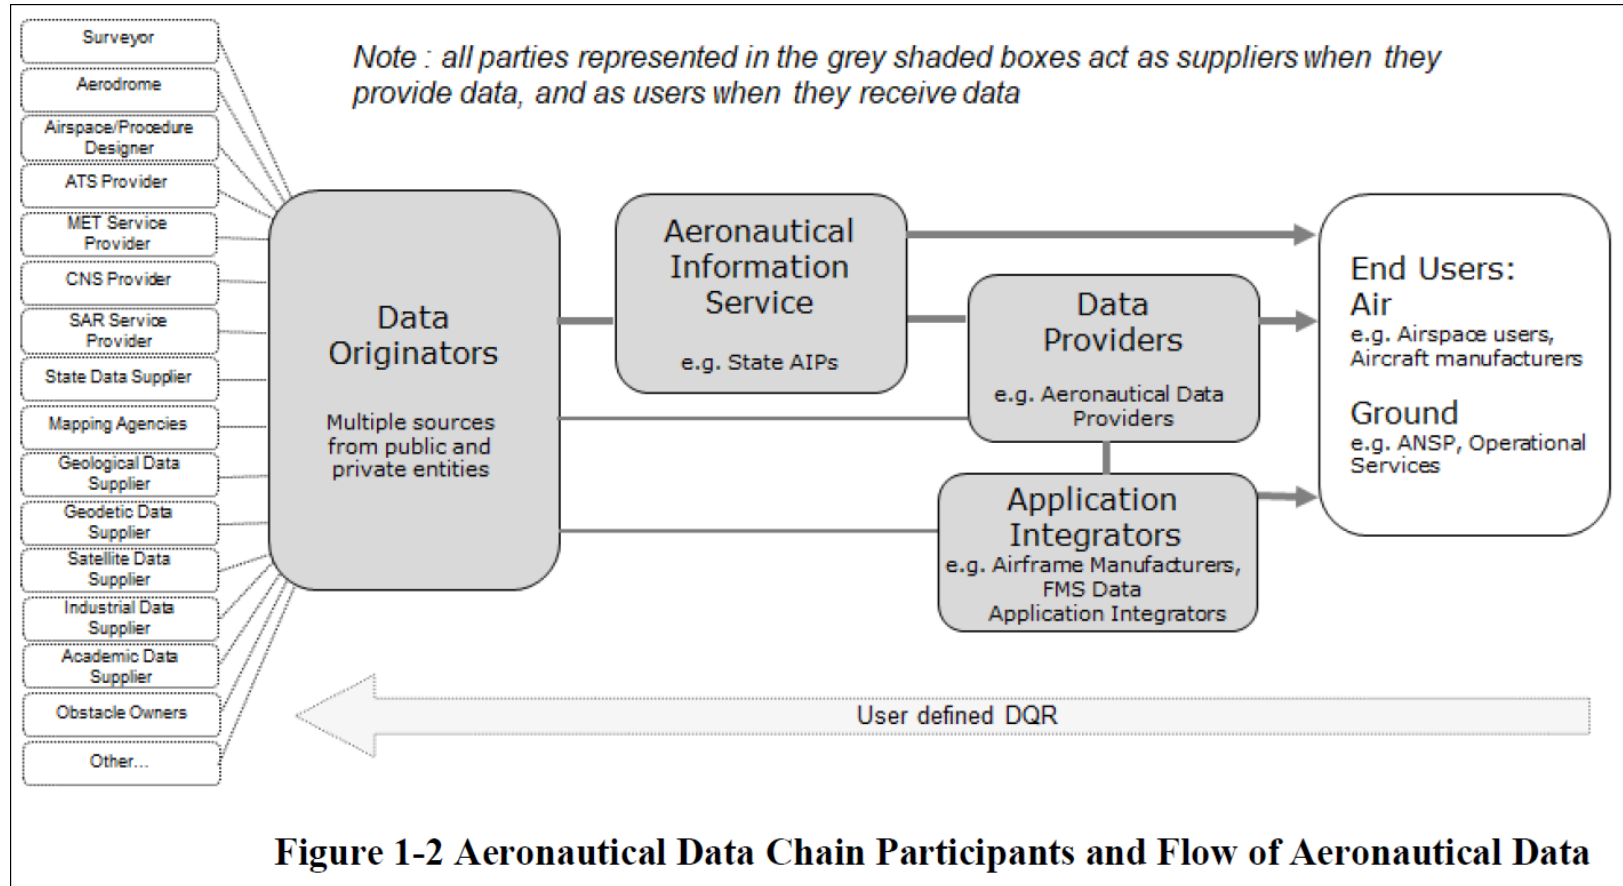 Surveyor
Aerodrome
Airspace/Procedure
Designer
ATS Provider
MET Service
Provider
CNS Provider
SAR Service
Provider
State Data Supplier
Mapping Agencies
Geological Data
Supplier
Geodetic Data
Supplier
Satellite Data
Supplier
Industrial Data
Supplier
Academic Data
Supplier
Obstacle Owners
Other...
Note : all parties represented in the grey shaded boxes act as suppliers when they
provide data, and as users when they receive data
Data
Originators
Multiple sources
from public and
private entities
Aeronautical
Information
Service
e.g. State AIPs
Data
Providers
e.g. Aeronautical Data
Providers
Application
Integrators
e.g. Airframe Manufacturers,
FMS Data
Application Integrators
End Users:
Air
e.g. Airspace users,
Aircraft manufacturers
Ground
e.g. ANSP, Operational
Services
User defined DQR
Figure 1-2 Aeronautical Data Chain Participants and Flow of Aeronautical Data